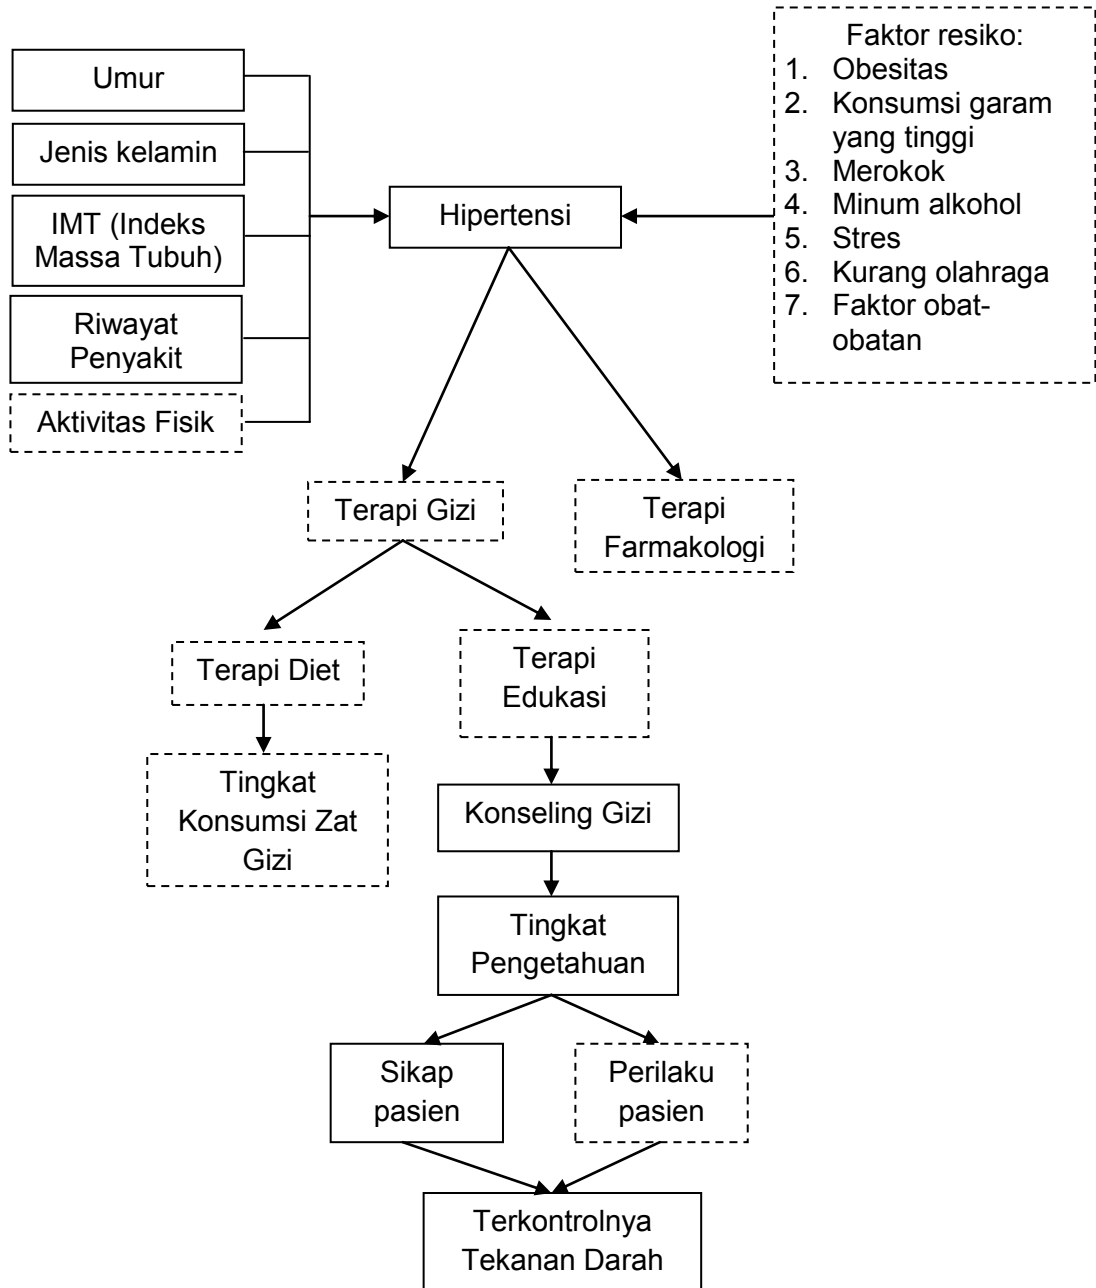 Umur
Jenis kelamin
IMT (Indeks
Massa Tubuh)
Riwayat
Penyakit
Aktivitas Fisik
Hipertensi
Faktor resiko:
1. Obesitas
2. Konsumsi garam
yang tinggi
3. Merokok
4. Minum alkohol
5. Stres
6. Kurang olahraga
7. Faktor obat-
obatan
Terapi Gizi
Terapi
Farmakologi
Terapi Diet
Terapi
Edukasi
Tingkat
Konsumsi Zat
Gizi
Konseling Gizi
Tingkat
Pengetahuan
Sikap
pasien
Perilaku
pasien
Terkontrolnya
Tekanan Darah